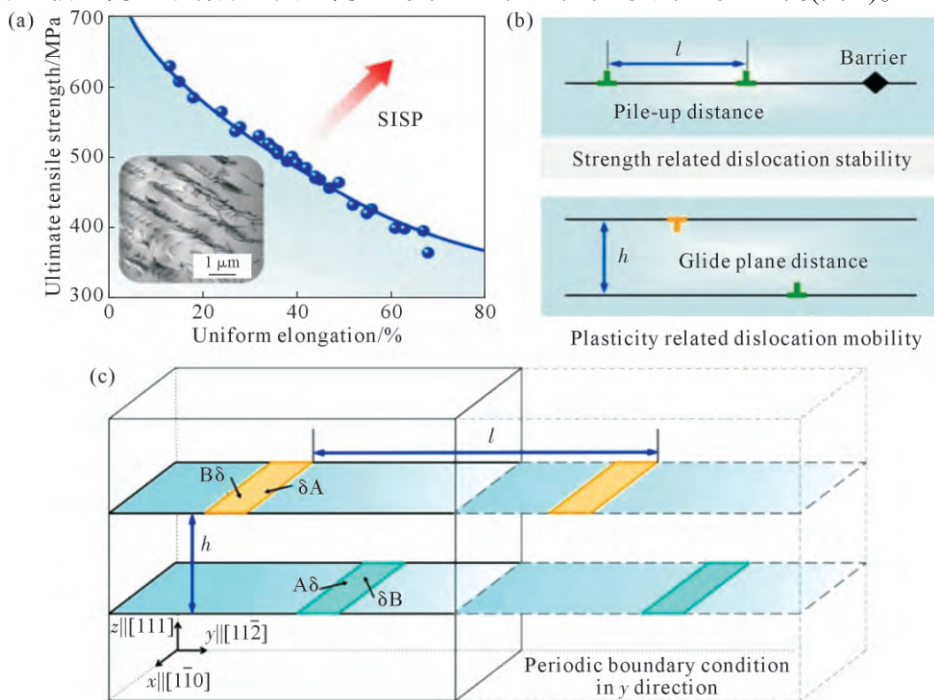 (a)
700
600
500
400
300
Ultimate tensile strength/MPa
SISP
1 μm
0
20
40
60
80
Uniform elongation/%
(b)
l
Barrier
Pile-up distance
Strength related dislocation stability
h
Glide plane distance
Plasticity related dislocation mobility
(c)
l
Bδ
δA
h
Aδ
δB
z||[111]
y||[112̄]
x||[11̄0]
Periodic boundary condition
in y direction